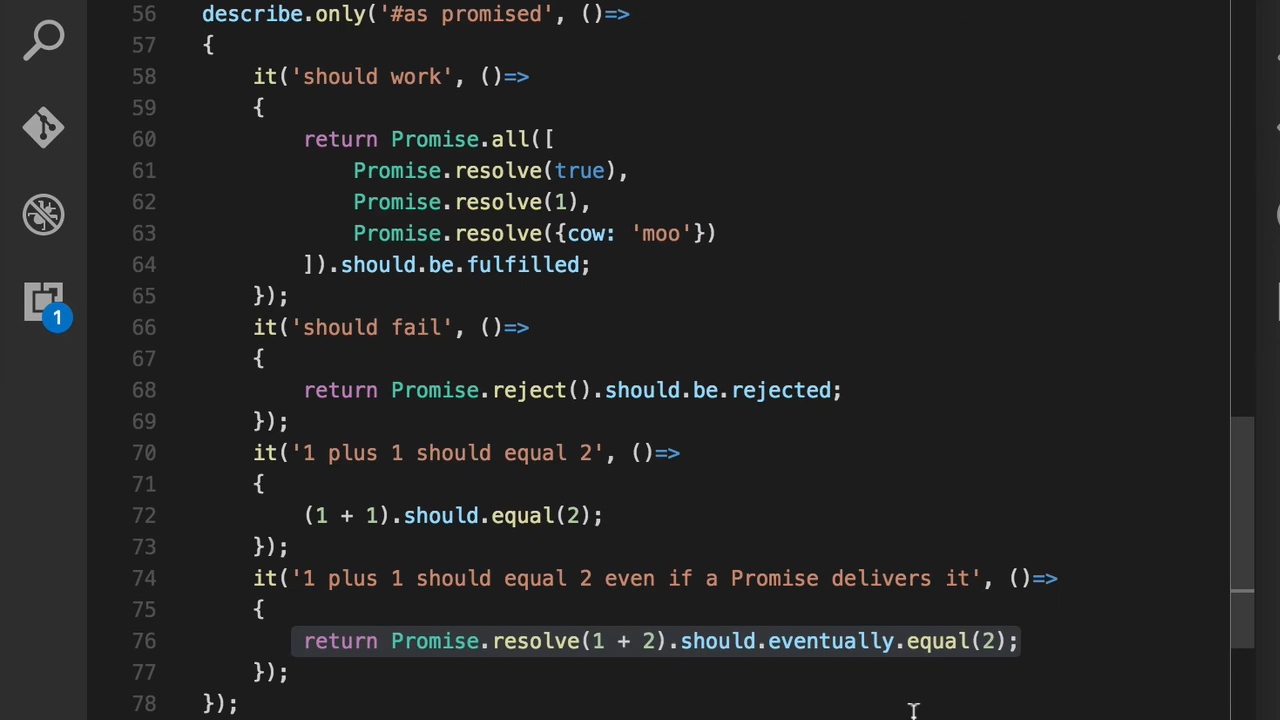 56 describe.only('#as promised', ()=>
57 {
58     it('should work', ()=>
59     {
60         return Promise.all([
61             Promise.resolve(true),
62             Promise.resolve(1),
63             Promise.resolve({cow: 'moo'})
64         ]).should.be.fulfilled;
65     });
66     it('should fail', ()=>
67     {
68         return Promise.reject().should.be.rejected;
69     });
70     it('1 plus 1 should equal 2', ()=>
71     {
72         (1 + 1).should.equal(2);
73     });
74     it('1 plus 1 should equal 2 even if a Promise delivers it', ()=>
75     {
76         return Promise.resolve(1 + 2).should.eventually.equal(2);
77     });
78 });
1